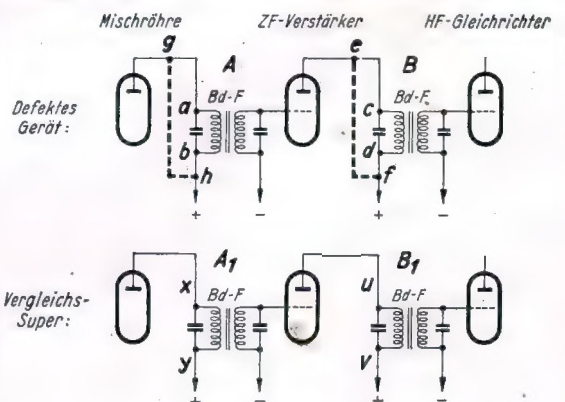 Mischröhre ZF-Verstärker HF-Gleichrichter
g e
A B
Defektes
Gerät:
a Bd-F c Bd-F
b d
h f
+ − + −
A₁ B₁
Vergleichs-
Super:
x Bd-F u Bd-F
y v
+ − + −